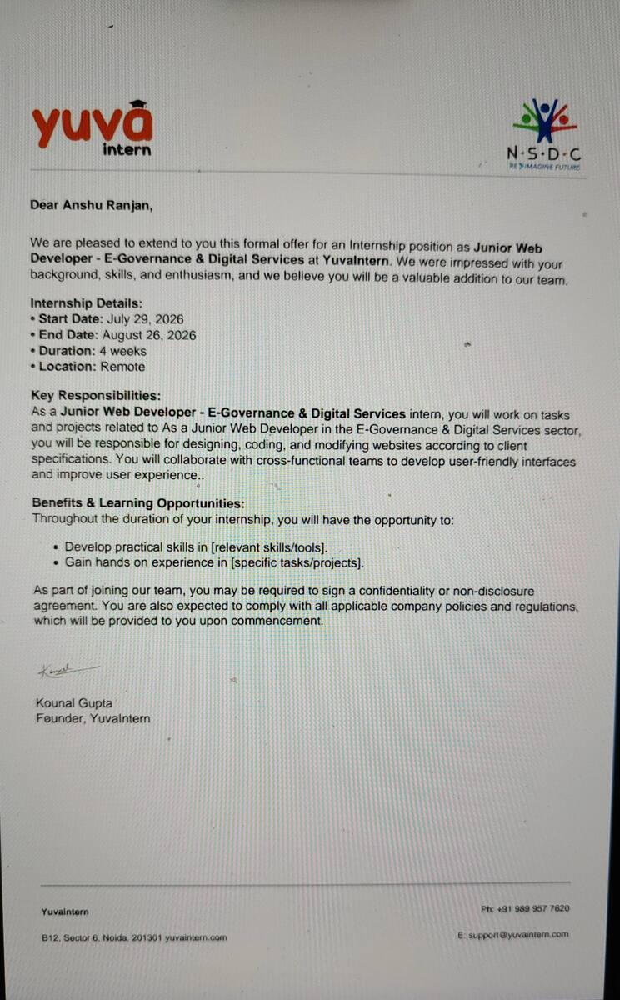 yuva
intern
N·S·D·C
RE IMAGINE FUTURE
Dear Anshu Ranjan,
We are pleased to extend to you this formal offer for an Internship position as Junior Web
Developer - E-Governance & Digital Services at YuvaIntern. We were impressed with your
background, skills, and enthusiasm, and we believe you will be a valuable addition to our team.
Internship Details:
• Start Date: July 29, 2026
• End Date: August 26, 2026
• Duration: 4 weeks
• Location: Remote
Key Responsibilities:
As a Junior Web Developer - E-Governance & Digital Services intern, you will work on tasks
and projects related to As a Junior Web Developer in the E-Governance & Digital Services sector,
you will be responsible for designing, coding, and modifying websites according to client
specifications. You will collaborate with cross-functional teams to develop user-friendly interfaces
and improve user experience..
Benefits & Learning Opportunities:
Throughout the duration of your internship, you will have the opportunity to:
• Develop practical skills in [relevant skills/tools].
• Gain hands on experience in [specific tasks/projects].
As part of joining our team, you may be required to sign a confidentiality or non-disclosure
agreement. You are also expected to comply with all applicable company policies and regulations,
which will be provided to you upon commencement.
Kounal Gupta
Founder, YuvaIntern
YuvaIntern
Ph: +91 989 957 7620
B12, Sector 6, Noida, 201301 yuvaintern.com
E: support@yuvaintern.com